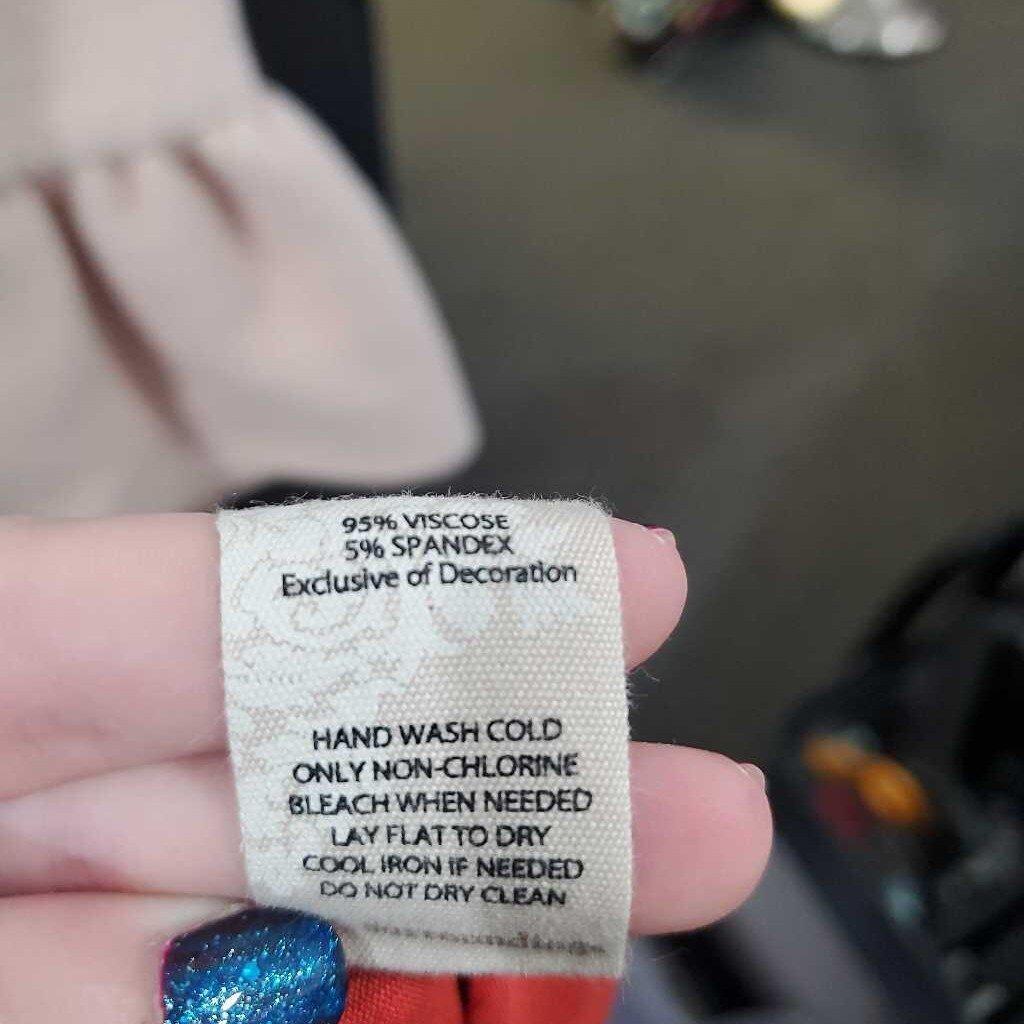 95% VISCOSE
5% SPANDEX
Exclusive of Decoration
HAND WASH COLD
ONLY NON-CHLORINE
BLEACH WHEN NEEDED
LAY FLAT TO DRY
COOL IRON IF NEEDED
DO NOT DRY CLEAN